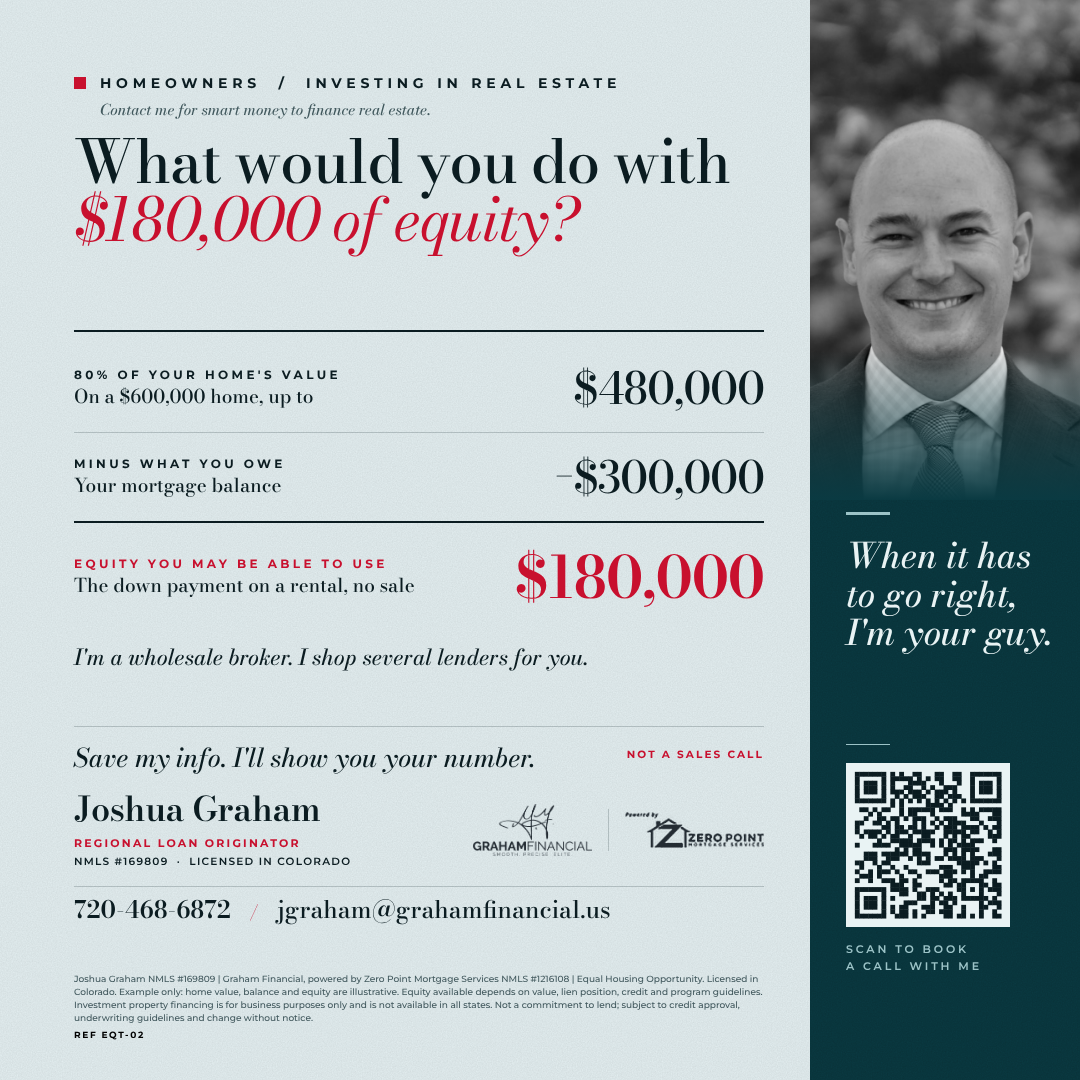 HOMEOWNERS / INVESTING IN REAL ESTATE
Contact me for smart money to finance real estate.
What would you do with
$180,000 of equity?
80% OF YOUR HOME'S VALUE
On a $600,000 home, up to
$480,000
MINUS WHAT YOU OWE
Your mortgage balance
–$300,000
EQUITY YOU MAY BE ABLE TO USE
The down payment on a rental, no sale
$180,000
I'm a wholesale broker. I shop several lenders for you.
Save my info. I'll show you your number.
NOT A SALES CALL
Joshua Graham
REGIONAL LOAN ORIGINATOR
NMLS #169809 · LICENSED IN COLORADO
GRAHAMFINANCIAL
SMOOTH. PRECISE. ELITE.
Powered by
ZERO POINT
MORTGAGE SERVICES
720-468-6872 / jgraham@grahamfinancial.us
Joshua Graham NMLS #169809 | Graham Financial, powered by Zero Point Mortgage Services NMLS #1216108 | Equal Housing Opportunity. Licensed in
Colorado. Example only: home value, balance and equity are illustrative. Equity available depends on value, lien position, credit and program guidelines.
Investment property financing is for business purposes only and is not available in all states. Not a commitment to lend; subject to credit approval,
underwriting guidelines and change without notice.
REF EQT-02
When it has
to go right,
I'm your guy.
SCAN TO BOOK
A CALL WITH ME